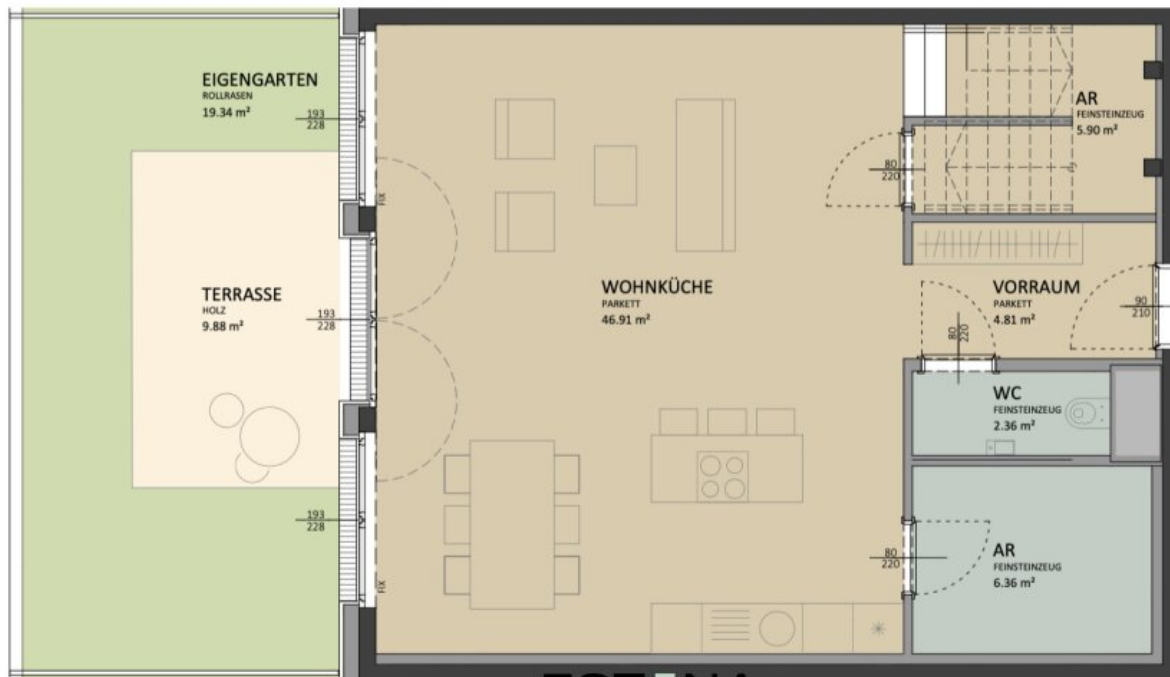 EIGENGARTEN
ROLLRASEN
19.34 m²
193
228
FIX
AR
FEINSTEINZEUG
5.90 m²
80
220
TERRASSE
HOLZ
9.88 m²
193
228
WOHNKÜCHE
PARKETT
46.91 m²
VORRAUM
PARKETT
4.81 m²
90
210
80
220
WC
FEINSTEINZEUG
2.36 m²
193
228
FIX
80
220
AR
FEINSTEINZEUG
6.36 m²